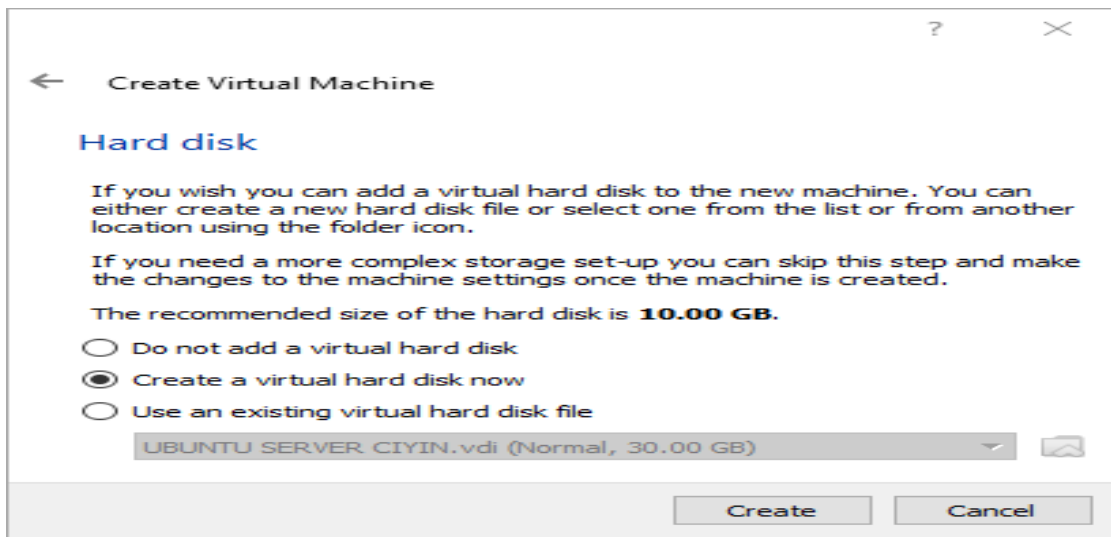 ?
Create Virtual Machine
Hard disk
If you wish you can add a virtual hard disk to the new machine. You can
either create a new hard disk file or select one from the list or from another
location using the folder icon.
If you need a more complex storage set-up you can skip this step and make
the changes to the machine settings once the machine is created.
The recommended size of the hard disk is 10.00 GB.
Do not add a virtual hard disk
Create a virtual hard disk now
Use an existing virtual hard disk file
UBUNTU SERVER CIYIN.vdi (Normal, 30.00 GB)
Create Cancel